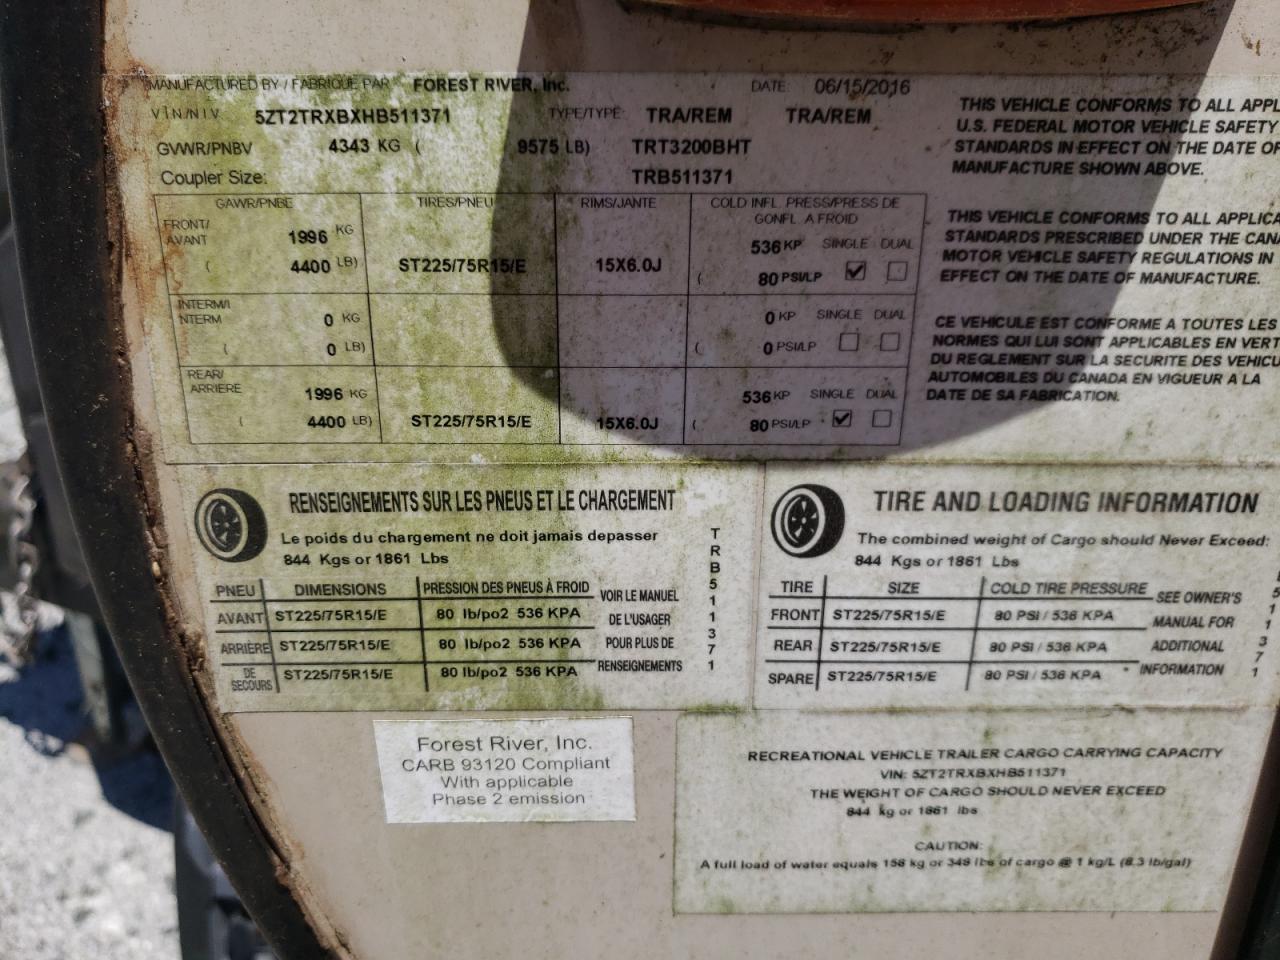 MANUFACTURED BY / FABRIQUE PAR FOREST RIVER, Inc. DATE: 06/15/2016
VIN/NIV 5ZT2TRXBXHB511371 TYPE/TYPE: TRA/REM TRA/REM
GVWR/PNBV 4343 KG ( 9575 LB) TRT3200BHT
Coupler Size: TRB511371
THIS VEHICLE CONFORMS TO ALL APPL
U.S. FEDERAL MOTOR VEHICLE SAFETY
STANDARDS IN EFFECT ON THE DATE OF
MANUFACTURE SHOWN ABOVE.
THIS VEHICLE CONFORMS TO ALL APPLICA
STANDARDS PRESCRIBED UNDER THE CANA
MOTOR VEHICLE SAFETY REGULATIONS IN
EFFECT ON THE DATE OF MANUFACTURE.
CE VEHICULE EST CONFORME A TOUTES LES
NORMES QUI LUI SONT APPLICABLES EN VERT
DU REGLEMENT SUR LA SECURITE DES VEHICU
AUTOMOBILES DU CANADA EN VIGUEUR A LA
DATE DE SA FABRICATION.
GAWR/PNBE TIRES/PNEU RIMS/JANTE COLD INFL. PRESS/PRESS DE
GONFL. A FROID
FRONT/
AVANT 1996 KG 536 KP SINGLE DUAL
( 4400 LB) ST225/75R15/E 15X6.0J ( 80 PSI/LP
INTERM/I
NTERM 0 KG 0 KP SINGLE DUAL
( 0 LB) ( 0 PSI/LP
REAR/
ARRIERE 1996 KG 536 KP SINGLE DUAL
( 4400 LB) ST225/75R15/E 15X6.0J ( 80 PSI/LP
RENSEIGNEMENTS SUR LES PNEUS ET LE CHARGEMENT
Le poids du chargement ne doit jamais depasser
844 Kgs or 1861 Lbs
PNEU DIMENSIONS PRESSION DES PNEUS À FROID
AVANT ST225/75R15/E 80 lb/po2 536 KPA
ARRIÈRE ST225/75R15/E 80 lb/po2 536 KPA
DE
SECOURS ST225/75R15/E 80 lb/po2 536 KPA
VOIR LE MANUEL
DE L'USAGER
POUR PLUS DE
RENSEIGNEMENTS
TRB511371
TIRE AND LOADING INFORMATION
The combined weight of Cargo should Never Exceed:
844 Kgs or 1861 Lbs
TIRE SIZE COLD TIRE PRESSURE
FRONT ST225/75R15/E 80 PSI / 536 KPA
REAR ST225/75R15/E 80 PSI / 536 KPA
SPARE ST225/75R15/E 80 PSI / 536 KPA
SEE OWNER'S
MANUAL FOR
ADDITIONAL
INFORMATION
511371
Forest River, Inc.
CARB 93120 Compliant
With applicable
Phase 2 emission
RECREATIONAL VEHICLE TRAILER CARGO CARRYING CAPACITY
VIN: 5ZT2TRXBXHB511371
THE WEIGHT OF CARGO SHOULD NEVER EXCEED
844 kg or 1861 lbs
CAUTION:
A full load of water equals 158 kg or 348 lbs of cargo @ 1 kg/L (8.3 lb/gal)